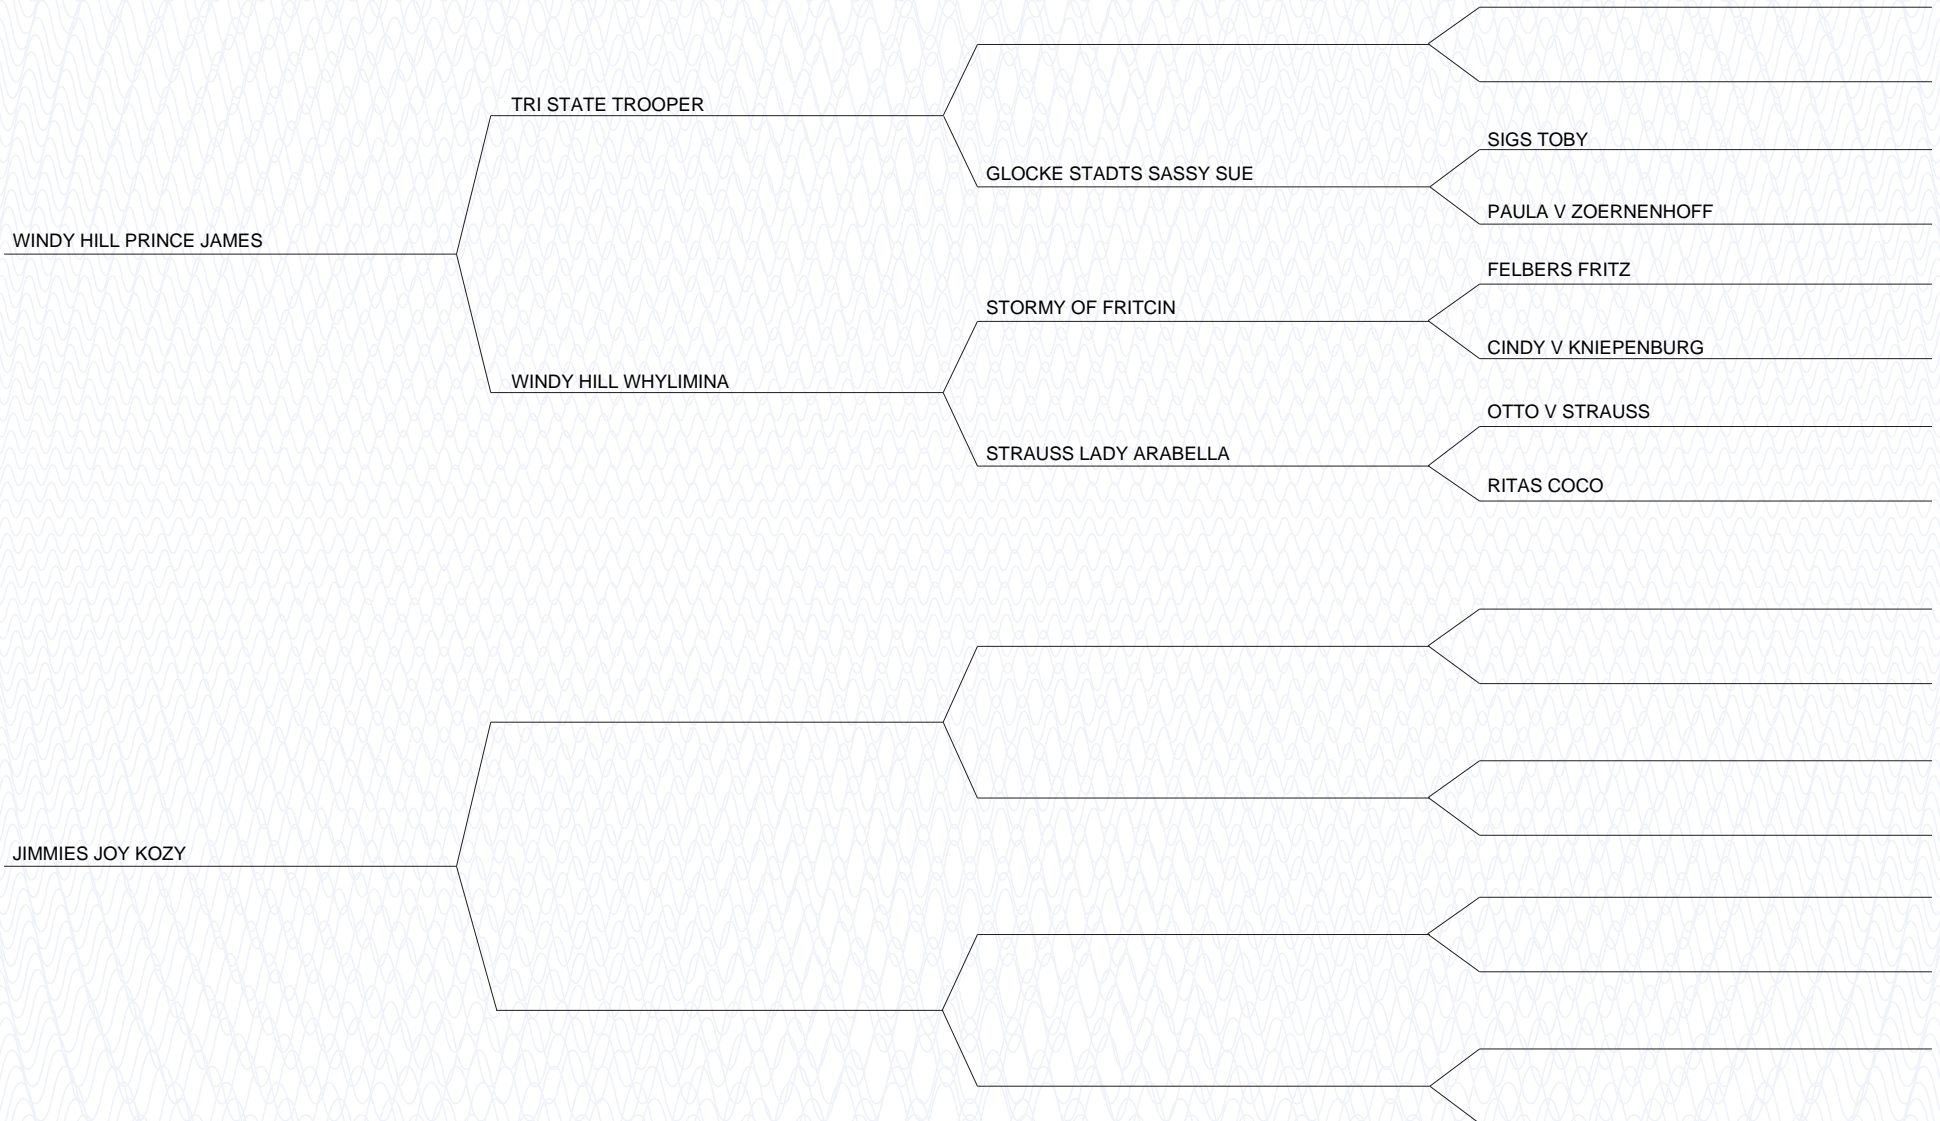 TRI STATE TROOPER
SIGS TOBY
GLOCKE STADTS SASSY SUE
PAULA V ZOERNENHOFF
WINDY HILL PRINCE JAMES
FELBERS FRITZ
STORMY OF FRITCIN
CINDY V KNIEPENBURG
WINDY HILL WHYLIMINA
OTTO V STRAUSS
STRAUSS LADY ARABELLA
RITAS COCO
JIMMIES JOY KOZY